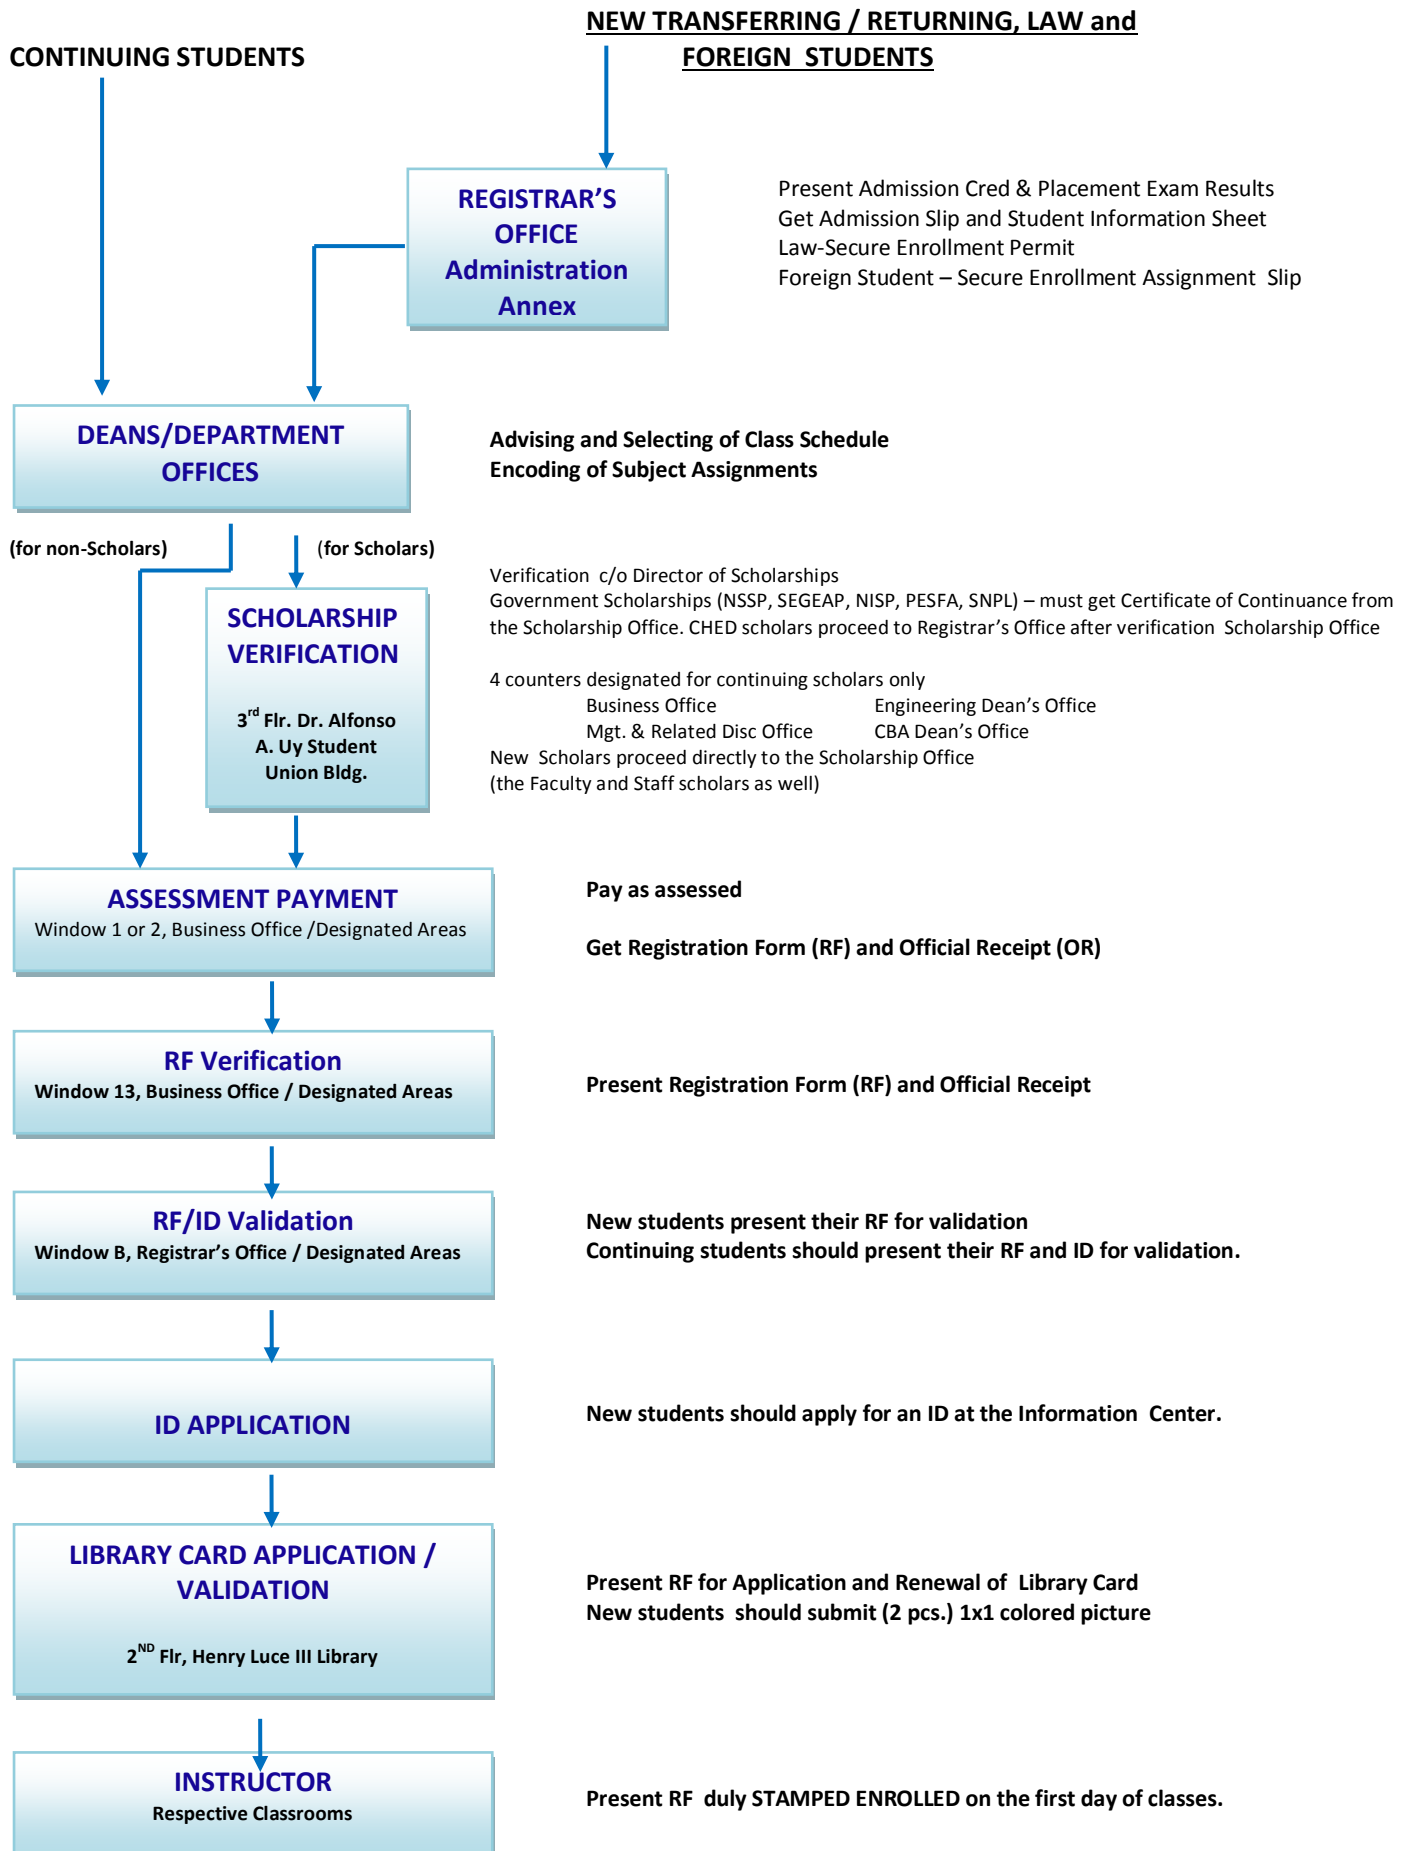 NEW TRANSFERRING / RETURNING, LAW and
FOREIGN STUDENTS
CONTINUING STUDENTS
REGISTRAR'S
OFFICE
Administration
Annex
Present Admission Cred & Placement Exam Results
Get Admission Slip and Student Information Sheet
Law-Secure Enrollment Permit
Foreign Student – Secure Enrollment Assignment Slip
DEANS/DEPARTMENT
OFFICES
Advising and Selecting of Class Schedule
Encoding of Subject Assignments
(for non-Scholars)
(for Scholars)
SCHOLARSHIP
VERIFICATION
3rd Flr. Dr. Alfonso
A. Uy Student
Union Bldg.
Verification c/o Director of Scholarships
Government Scholarships (NSSP, SEGEAP, NISP, PESFA, SNPL) – must get Certificate of Continuance from
the Scholarship Office. CHED scholars proceed to Registrar's Office after verification Scholarship Office
4 counters designated for continuing scholars only
Business Office Engineering Dean's Office
Mgt. & Related Disc Office CBA Dean's Office
New Scholars proceed directly to the Scholarship Office
(the Faculty and Staff scholars as well)
ASSESSMENT PAYMENT
Window 1 or 2, Business Office /Designated Areas
Pay as assessed
Get Registration Form (RF) and Official Receipt (OR)
RF Verification
Window 13, Business Office / Designated Areas
Present Registration Form (RF) and Official Receipt
RF/ID Validation
Window B, Registrar's Office / Designated Areas
New students present their RF for validation
Continuing students should present their RF and ID for validation.
ID APPLICATION
New students should apply for an ID at the Information Center.
LIBRARY CARD APPLICATION /
VALIDATION
2ND Flr, Henry Luce III Library
Present RF for Application and Renewal of Library Card
New students should submit (2 pcs.) 1x1 colored picture
INSTRUCTOR
Respective Classrooms
Present RF duly STAMPED ENROLLED on the first day of classes.